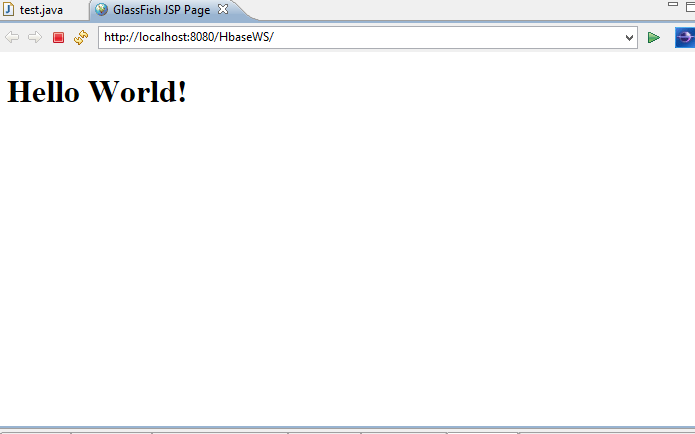 test.java GlassFish JSP Page
http://localhost:8080/HbaseWS/
Hello World!